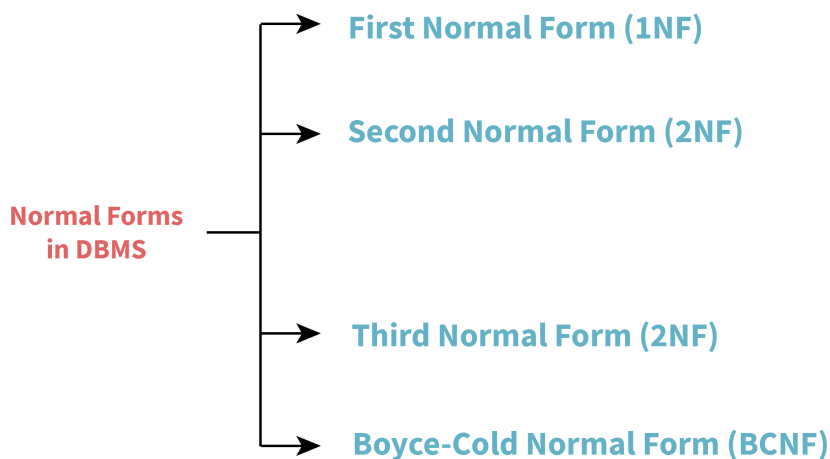 First Normal Form (1NF)
Second Normal Form (2NF)
Normal Forms
in DBMS
Third Normal Form (2NF)
Boyce-Cold Normal Form (BCNF)